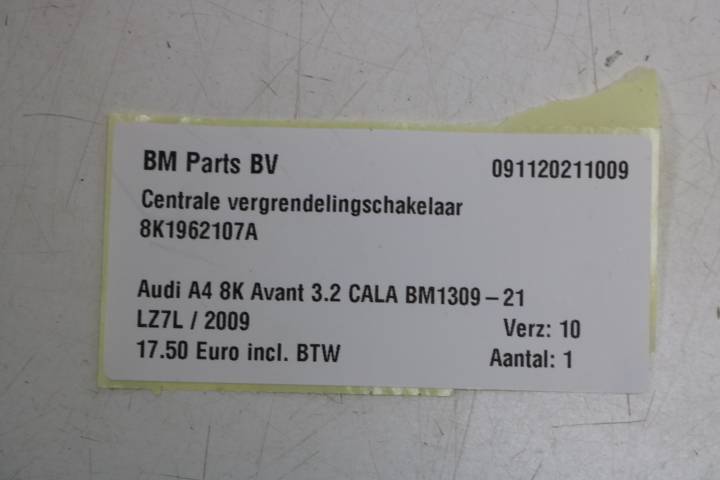 BM Parts BV 091120211009
Centrale vergrendelingschakelaar
8K1962107A
Audi A4 8K Avant 3.2 CALA BM1309-21
LZ7L / 2009 Verz: 10
17.50 Euro incl. BTW Aantal: 1